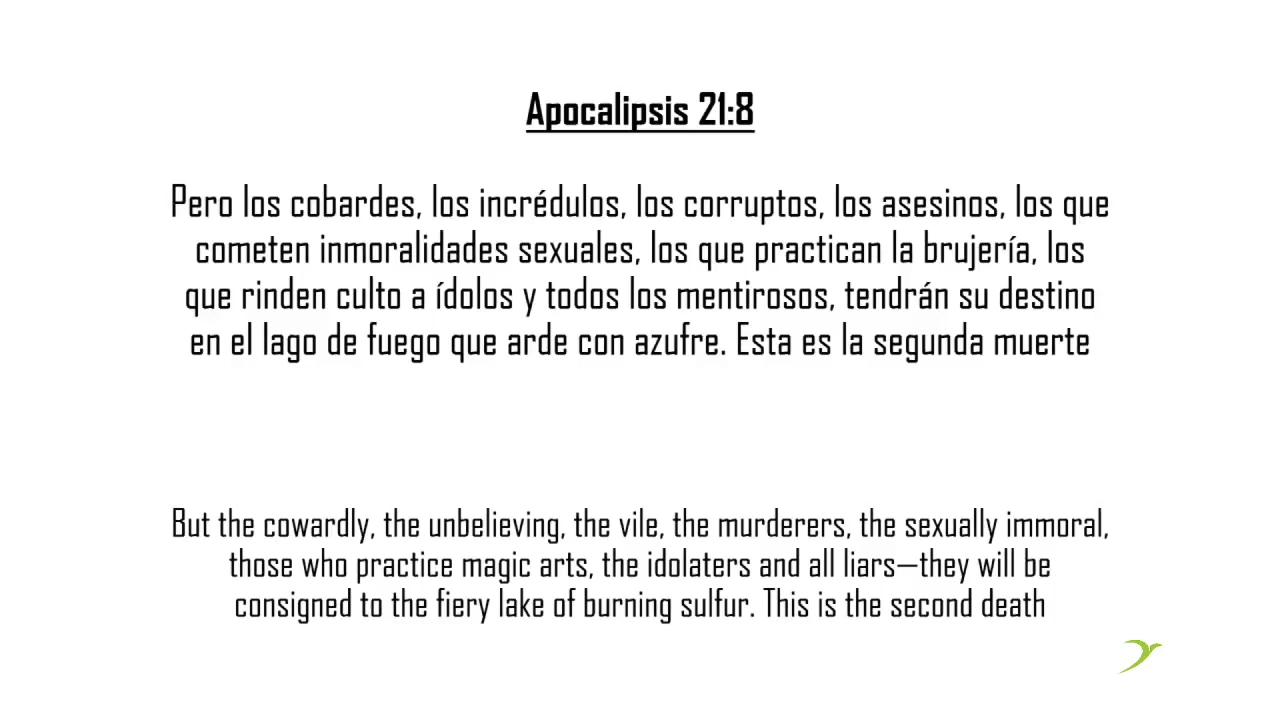 Apocalipsis 21:8
Pero los cobardes, los incrédulos, los corruptos, los asesinos, los que
cometen inmoralidades sexuales, los que practican la brujería, los
que rinden culto a ídolos y todos los mentirosos, tendrán su destino
en el lago de fuego que arde con azufre. Esta es la segunda muerte
But the cowardly, the unbelieving, the vile, the murderers, the sexually immoral,
those who practice magic arts, the idolaters and all liars—they will be
consigned to the fiery lake of burning sulfur. This is the second death